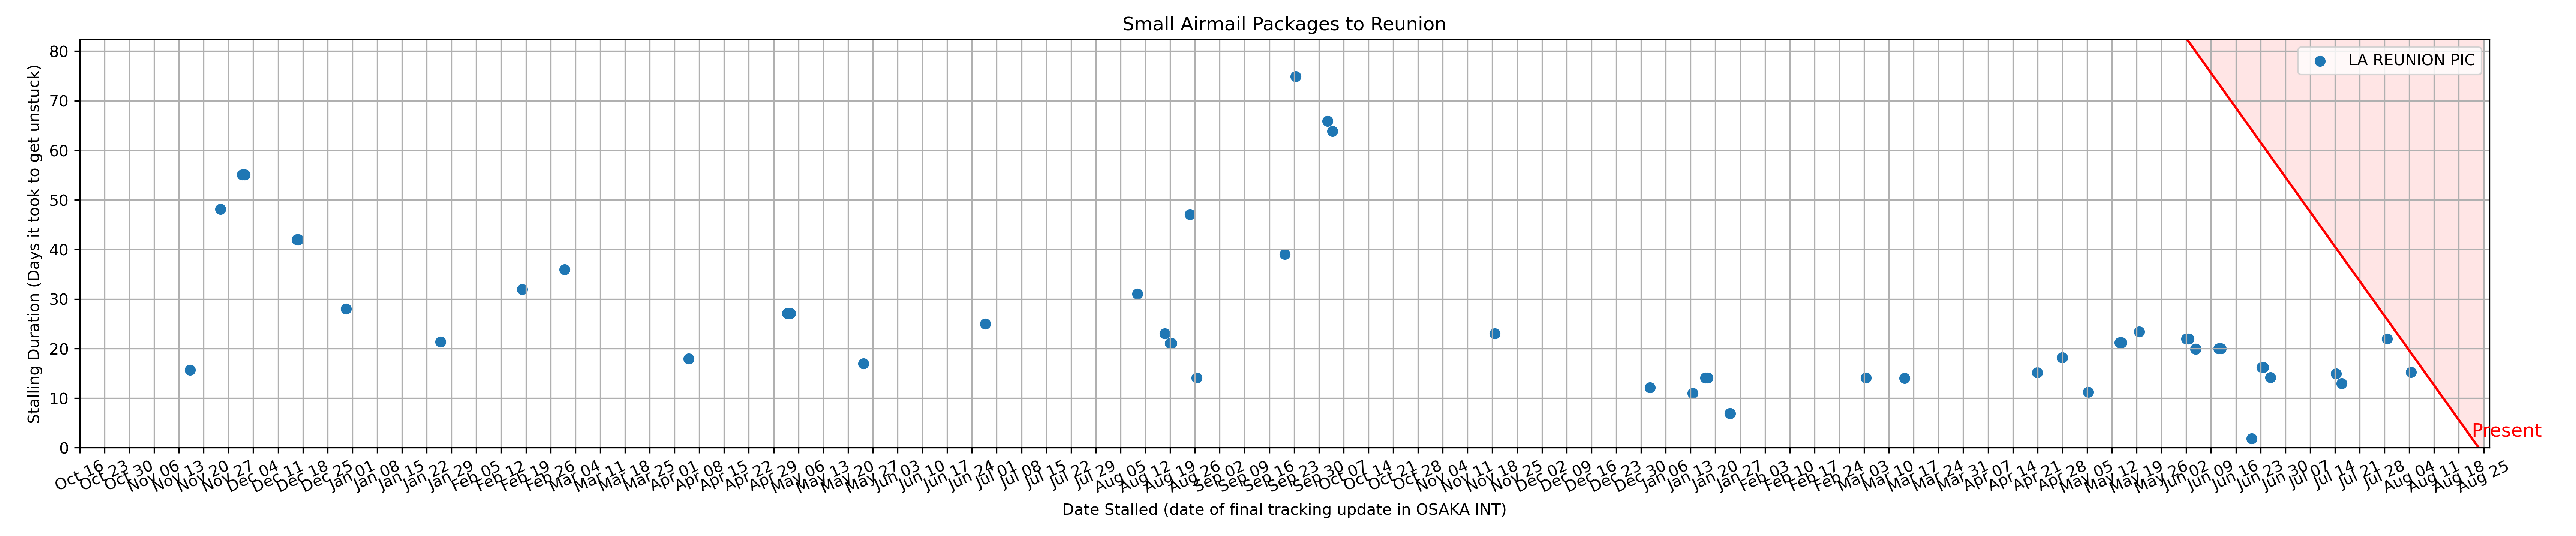 Small Airmail Packages to Reunion
LA REUNION PIC
Stalling Duration (Days it took to get unstuck)
80
70
60
50
40
30
20
10
0
Present
Oct 16
Oct 23
Oct 30
Nov 06
Nov 13
Nov 20
Nov 27
Dec 04
Dec 11
Dec 18
Dec 25
Jan 01
Jan 08
Jan 15
Jan 22
Jan 29
Feb 05
Feb 12
Feb 19
Feb 26
Mar 04
Mar 11
Mar 18
Mar 25
Apr 01
Apr 08
Apr 15
Apr 22
Apr 29
May 06
May 13
May 20
May 27
Jun 03
Jun 10
Jun 17
Jun 24
Jul 01
Jul 08
Jul 15
Jul 22
Jul 29
Aug 05
Aug 12
Aug 19
Aug 26
Sep 02
Sep 09
Sep 16
Sep 23
Sep 30
Oct 07
Oct 14
Oct 21
Oct 28
Nov 04
Nov 11
Nov 18
Nov 25
Dec 02
Dec 09
Dec 16
Dec 23
Dec 30
Jan 06
Jan 13
Jan 20
Jan 27
Feb 03
Feb 10
Feb 17
Feb 24
Mar 03
Mar 10
Mar 17
Mar 24
Mar 31
Apr 07
Apr 14
Apr 21
Apr 28
May 05
May 12
May 19
May 26
Jun 02
Jun 09
Jun 16
Jun 23
Jun 30
Jul 07
Jul 14
Jul 21
Jul 28
Aug 04
Aug 11
Aug 18
Aug 25
Date Stalled (date of final tracking update in OSAKA INT)